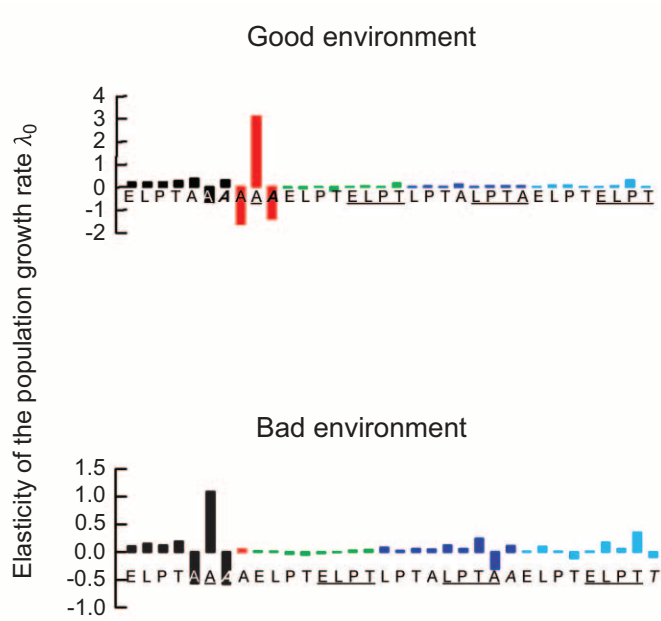 Good environment
Elasticity of the population growth rate λ0
4
3
2
1
0
-1
-2
E L P T A A A A A A E L P T E L P T L P T A L P T A E L P T E L P T
Bad environment
1.5
1.0
0.5
0.0
-0.5
-1.0
E L P T A A A A E L P T E L P T L P T A L P T A A E L P T E L P T T